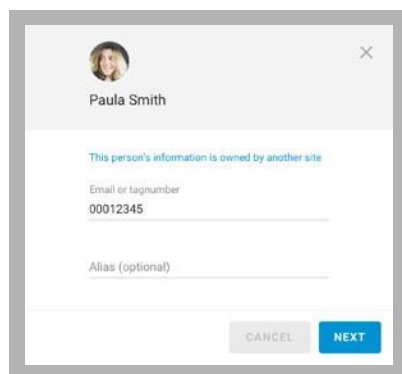 Paula Smith
This person's information is owned by another site
Email or tagnumber
00012345
Alias (optional)
CANCEL NEXT